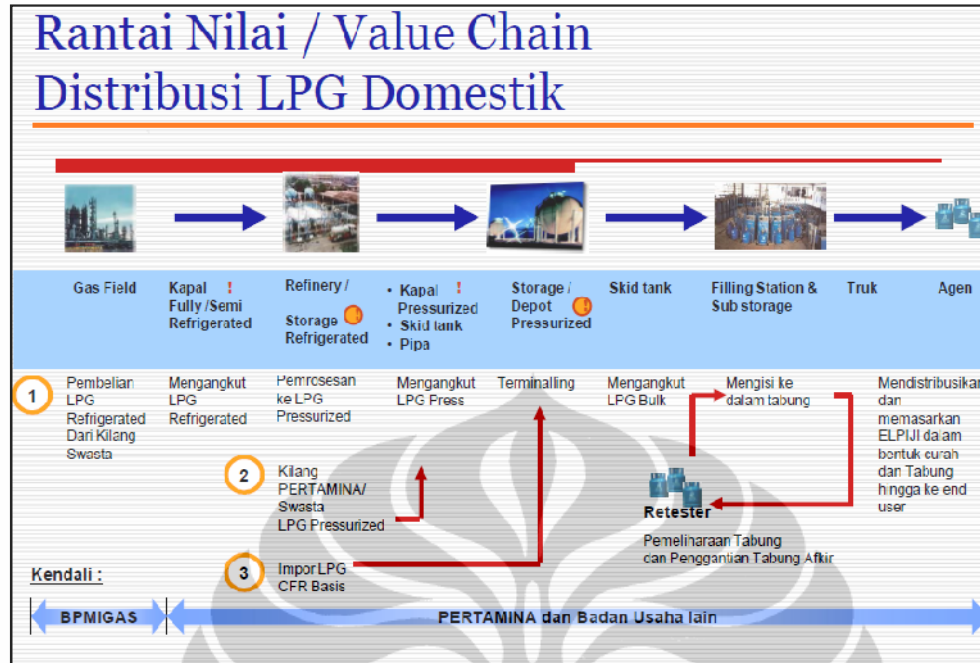 Rantai Nilai / Value Chain
Distribusi LPG Domestik
Gas Field
Kapal !
Fully /Semi
Refrigerated
Refinery /
Storage !
Refrigerated
• Kapal !
Pressurized
• Skid tank
• Pipa
Storage /
Depot !
Pressurized
Skid tank
Filling Station &
Sub storage
Truk
Agen
1
Pembelian
LPG
Refrigerated
Dari Kilang
Swasta
Mengangkut
LPG
Refrigerated
Pemrosesan
ke LPG
Pressurized
Mengangkut
LPG Press
Terminalling
Mengangkut
LPG Bulk
Mengisi ke
dalam tabung
Mendistribusikan
dan
memasarkan
ELPIJI dalam
bentuk curah
dan Tabung
hingga ke end
user
2
Kilang
PERTAMINA/
Swasta
LPG Pressurized
Retester
Pemeliharaan Tabung
dan Penggantian Tabung Afkir
3
Impor LPG
CFR Basis
Kendali :
BPMIGAS
PERTAMINA dan Badan Usaha lain